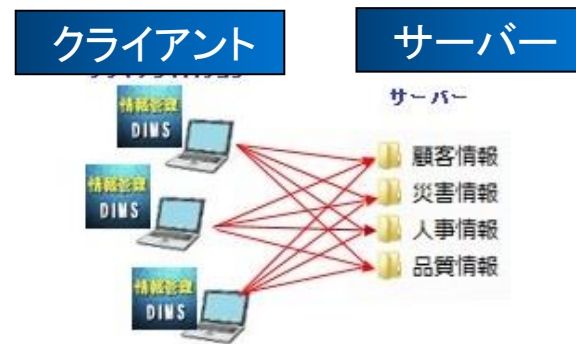 クライアント
サーバー
サーバー
情報管理
DIMS
顧客情報
災害情報
情報管理
DIMS
人事情報
品質情報
情報管理
DIMS